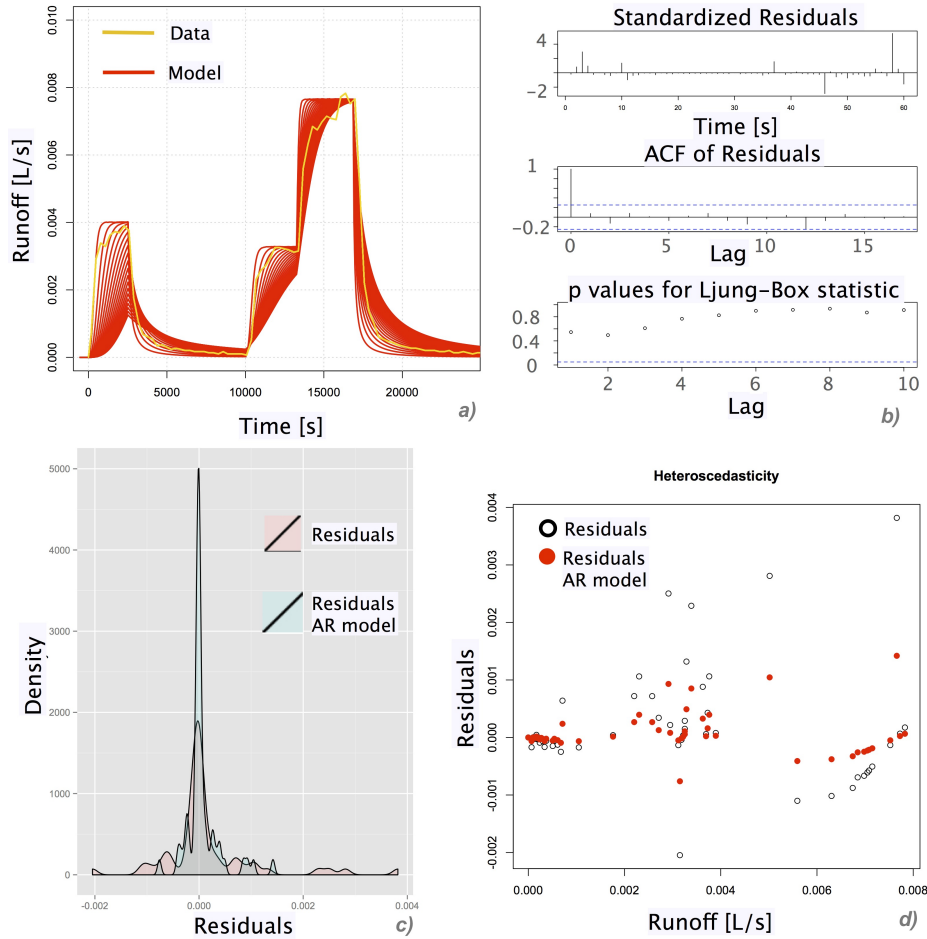 Runoff [L/s]
0.010
0.008
0.006
0.004
0.002
0.000
Data
Model
0
5000
10000
15000
20000
Time [s]
a)
Standardized Residuals
4
-2
0
10
20
30
40
50
60
Time [s]
ACF of Residuals
1
-0.2
0
5
10
15
Lag
p values for Ljung-Box statistic
0.8
0.4
0
2
4
6
8
10
Lag
b)
Density
5000
4000
3000
2000
1000
0
Residuals
Residuals
AR model
-0.002
0.000
0.002
0.004
Residuals
c)
Heteroscedasticity
Residuals
0.004
0.003
0.002
0.001
0.000
-0.001
-0.002
Residuals
Residuals
AR model
0.000
0.002
0.004
0.006
0.008
Runoff [L/s]
d)